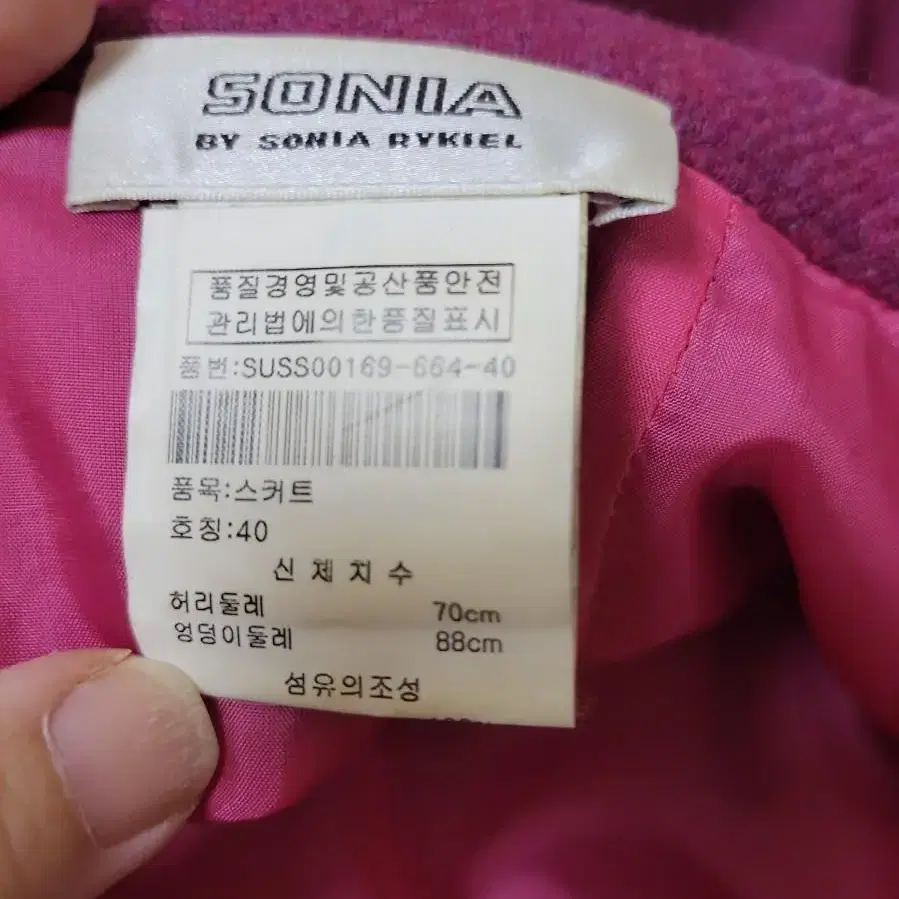 SONIA
BY SONIA RYKIEL
품질경영및공산품안전
관리법에의한품질표시
품번:SUSS00169-664-40
품목:스커트
호칭:40
신체치수
허리둘레 70cm
엉덩이둘레 88cm
섬유의조성